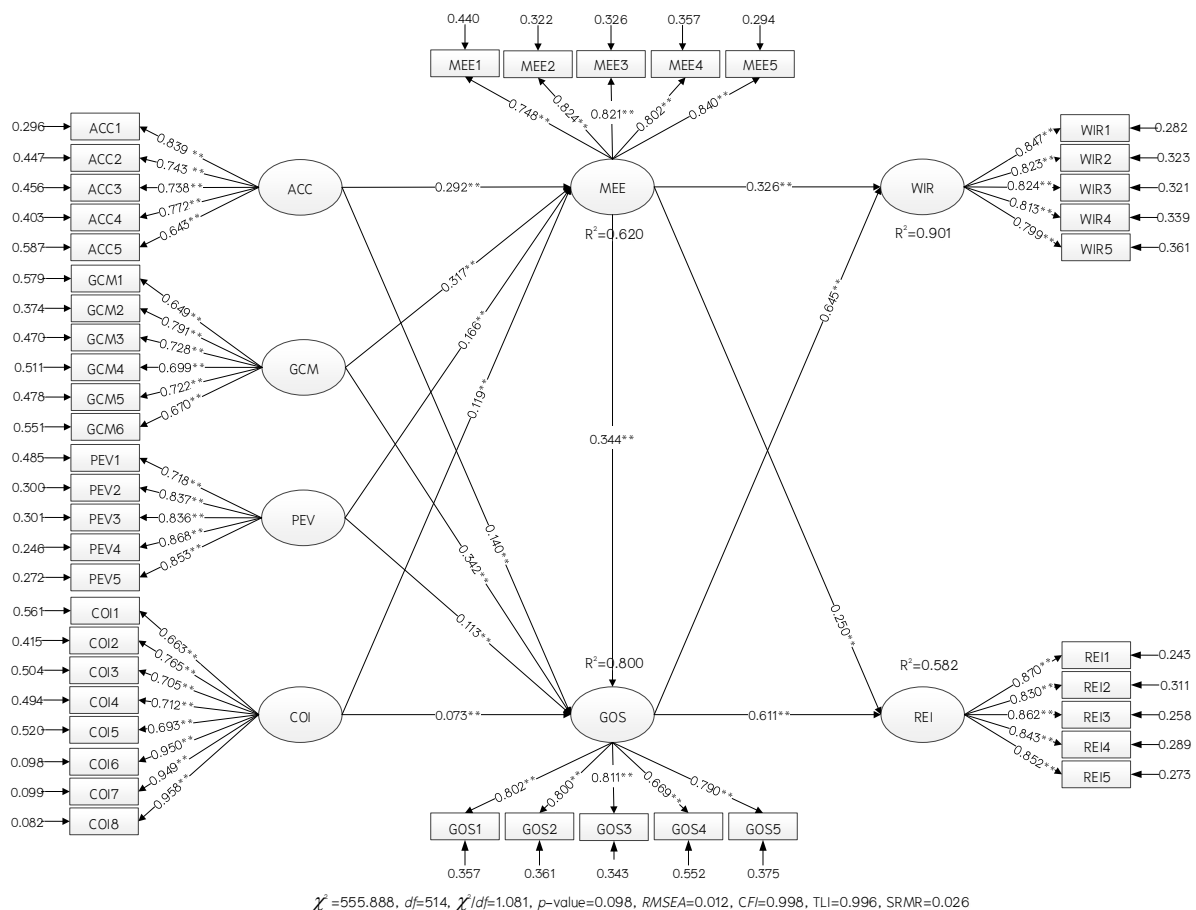 0.440 0.322 0.326 0.357 0.294
MEE1 MEE2 MEE3 MEE4 MEE5
0.748** 0.824** 0.821** 0.802** 0.840**
0.296 ACC1 0.839**
0.447 ACC2 0.743**
0.456 ACC3 0.738**
0.403 ACC4 0.772**
0.587 ACC5 0.643**
ACC 0.292** MEE 0.326** WIR
R²=0.620 R²=0.901
0.847** WIR1 0.282
0.823** WIR2 0.323
0.824** WIR3 0.321
0.813** WIR4 0.339
0.799** WIR5 0.361
0.579 GCM1 0.649**
0.374 GCM2 0.791**
0.470 GCM3 0.728**
0.511 GCM4 0.699**
0.478 GCM5 0.722**
0.551 GCM6 0.670**
GCM
0.317**
0.166**
0.119**
0.645**
0.344**
0.485 PEV1 0.718**
0.300 PEV2 0.837**
0.301 PEV3 0.836**
0.246 PEV4 0.868**
0.272 PEV5 0.853**
PEV
0.140**
0.342**
0.113**
0.250**
0.561 COI1 0.663**
0.415 COI2 0.765**
0.504 COI3 0.705**
0.494 COI4 0.712**
0.520 COI5 0.693**
0.098 COI6 0.950**
0.099 COI7 0.949**
0.082 COI8 0.958**
R²=0.800 R²=0.582
COI 0.073** GOS 0.611** REI
0.870** REI1 0.243
0.830** REI2 0.311
0.862** REI3 0.258
0.843** REI4 0.289
0.852** REI5 0.273
0.802** 0.800** 0.811** 0.669** 0.790**
GOS1 GOS2 GOS3 GOS4 GOS5
0.357 0.361 0.343 0.552 0.375
χ² =555.888, df=514, χ²/df=1.081, p-value=0.098, RMSEA=0.012, CFI=0.998, TLI=0.996, SRMR=0.026